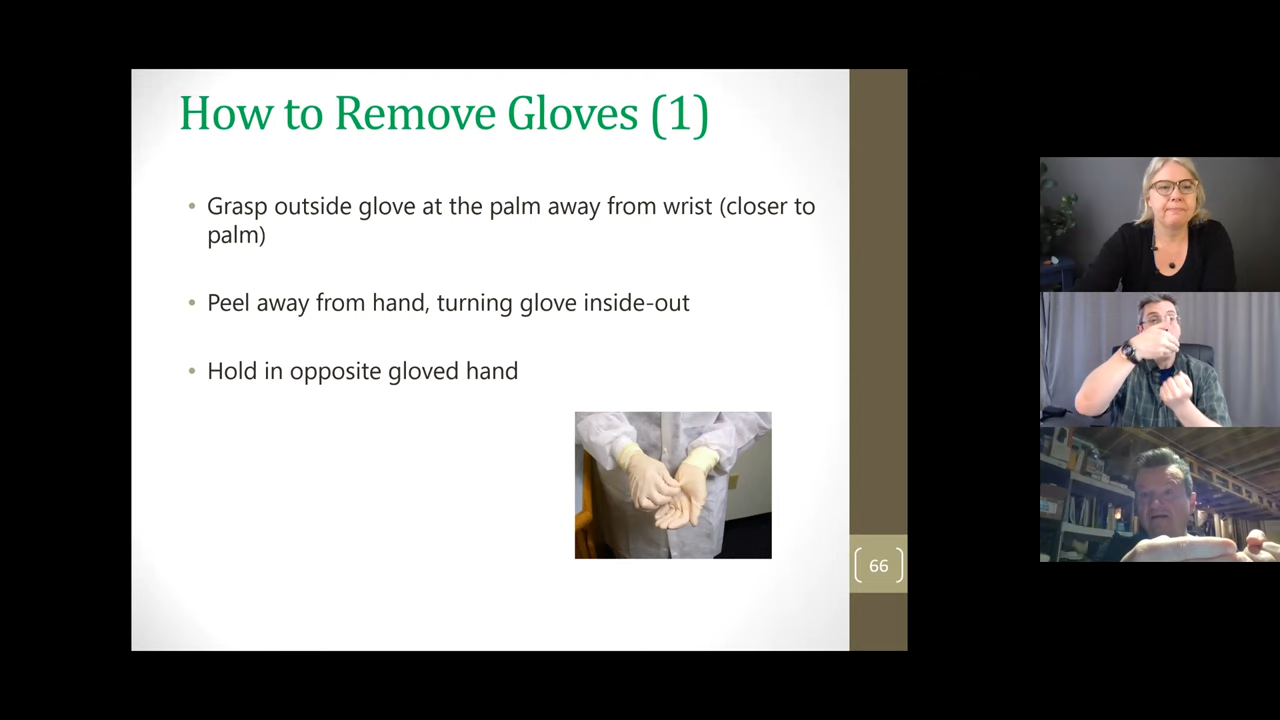 How to Remove Gloves (1)
• Grasp outside glove at the palm away from wrist (closer to
palm)
• Peel away from hand, turning glove inside-out
• Hold in opposite gloved hand
66